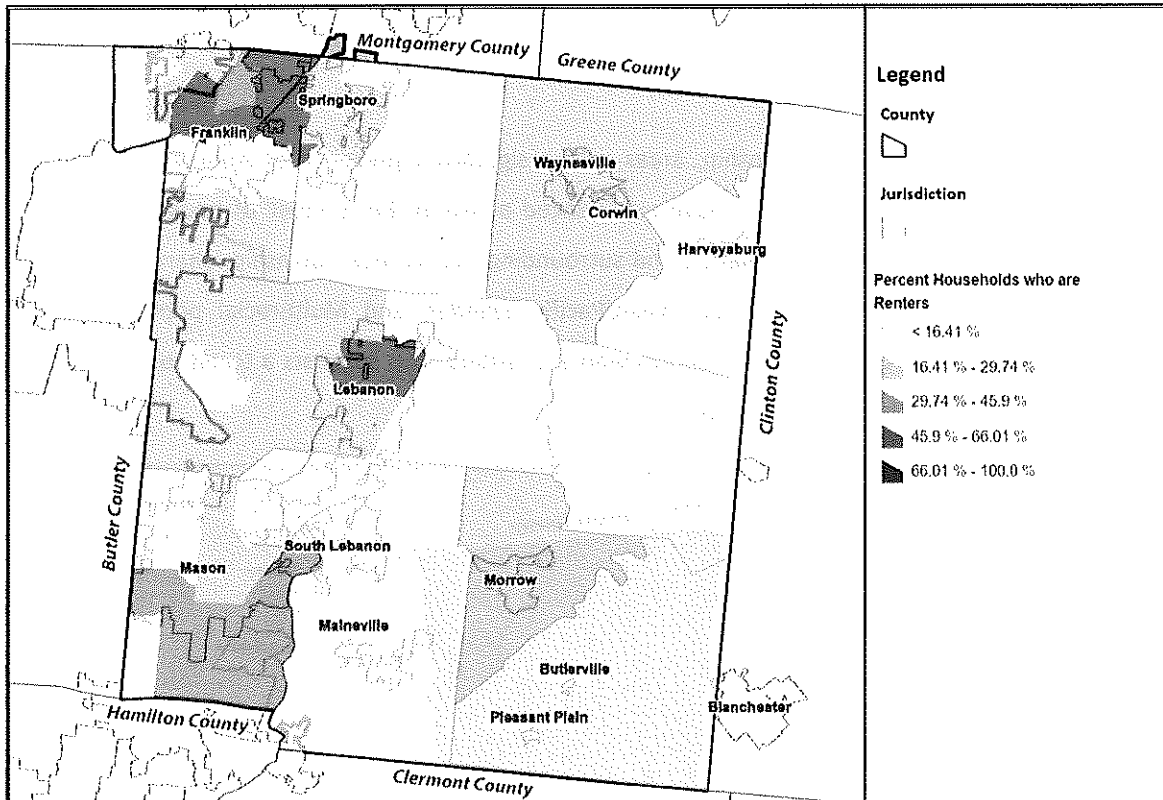 Montgomery County
Greene County
Springboro
Franklin
Waynesville
Corwin
Harveysburg
Lebanon
Clinton County
Butler County
South Lebanon
Mason
Morrow
Maineville
Butlerville
Pleasant Plain
Blanchester
Hamilton County
Clermont County
Legend
County
Jurisdiction
Percent Households who are
Renters
< 16.41 %
16.41 % - 29.74 %
29.74 % - 45.9 %
45.9 % - 66.01 %
66.01 % - 100.0 %